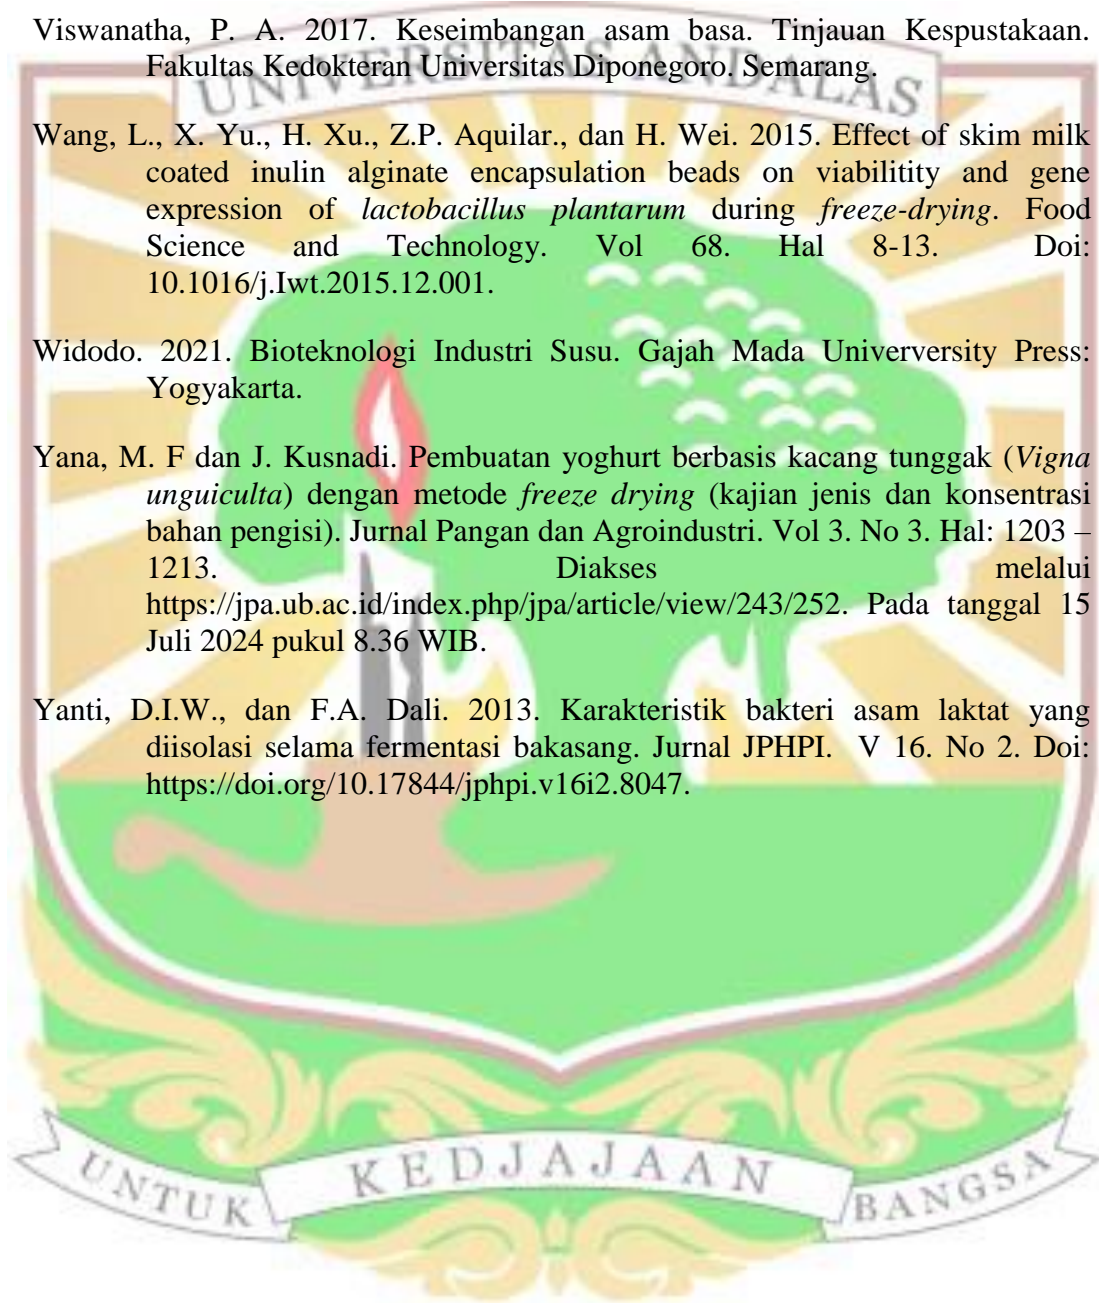 Viswanatha, P. A. 2017. Keseimbangan asam basa. Tinjauan Kespustakaan.
Fakultas Kedokteran Universitas Diponegoro. Semarang.
UNIVERSITAS ANDALAS
Wang, L., X. Yu., H. Xu., Z.P. Aquilar., dan H. Wei. 2015. Effect of skim milk
coated inulin alginate encapsulation beads on viabilitity and gene
expression of lactobacillus plantarum during freeze-drying. Food
Science and Technology. Vol 68. Hal 8-13. Doi:
10.1016/j.Iwt.2015.12.001.
Widodo. 2021. Bioteknologi Industri Susu. Gajah Mada Univerversity Press:
Yogyakarta.
Yana, M. F dan J. Kusnadi. Pembuatan yoghurt berbasis kacang tunggak (Vigna
unguiculta) dengan metode freeze drying (kajian jenis dan konsentrasi
bahan pengisi). Jurnal Pangan dan Agroindustri. Vol 3. No 3. Hal: 1203 –
1213. Diakses melalui
https://jpa.ub.ac.id/index.php/jpa/article/view/243/252. Pada tanggal 15
Juli 2024 pukul 8.36 WIB.
Yanti, D.I.W., dan F.A. Dali. 2013. Karakteristik bakteri asam laktat yang
diisolasi selama fermentasi bakasang. Jurnal JPHPI. V 16. No 2. Doi:
https://doi.org/10.17844/jphpi.v16i2.8047.
UNTUK KEDJAJAAN BANGSA